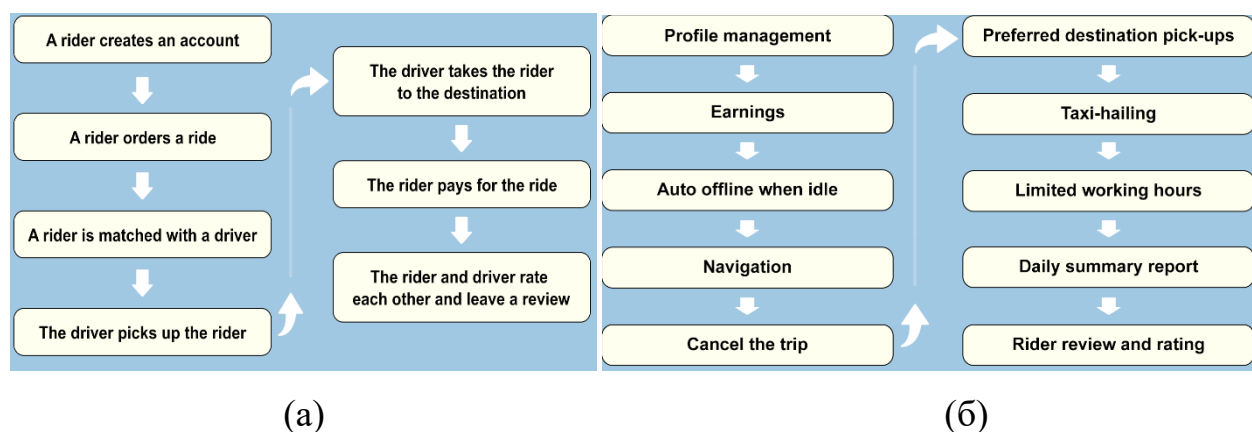 A rider creates an account
A rider orders a ride
A rider is matched with a driver
The driver picks up the rider
The driver takes the rider
to the destination
The rider pays for the ride
The rider and driver rate
each other and leave a review
(а)
Profile management
Earnings
Auto offline when idle
Navigation
Cancel the trip
Preferred destination pick-ups
Taxi-hailing
Limited working hours
Daily summary report
Rider review and rating
(б)